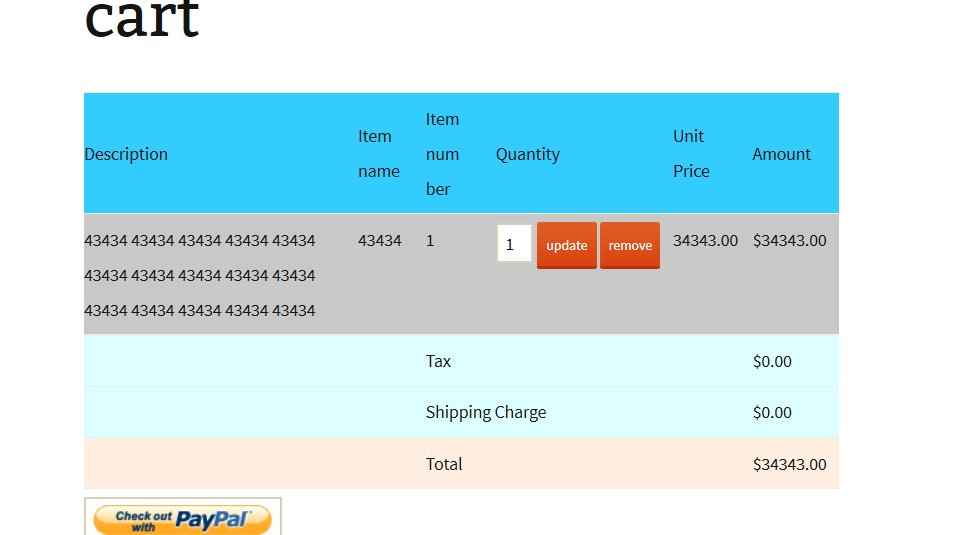 cart
Description Item name Item num ber Quantity Unit Price Amount
43434 43434 43434 43434 43434 43434 1 1 update remove 34343.00 $34343.00
43434 43434 43434 43434 43434
43434 43434 43434 43434 43434
Tax $0.00
Shipping Charge $0.00
Total $34343.00
Check out with PayPal